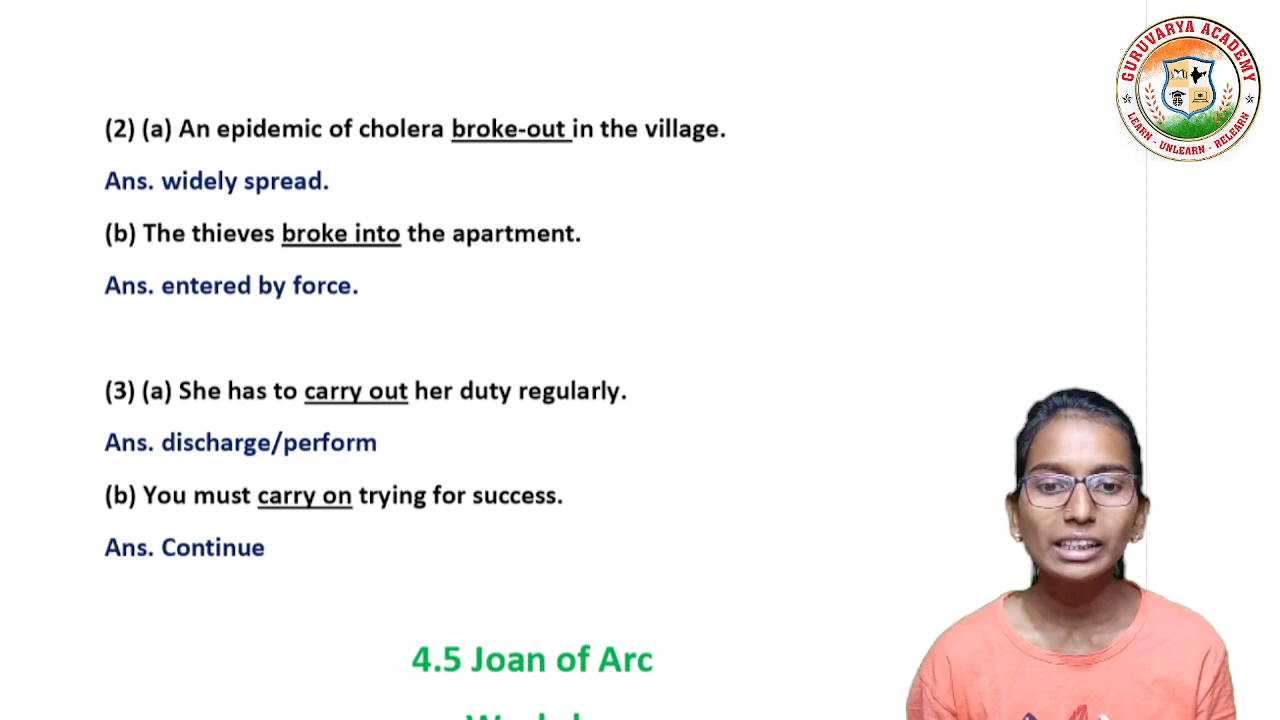 GURUVARYA ACADEMY
LEARN - UNLEARN - RELEARN
(2) (a) An epidemic of cholera broke-out in the village.
Ans. widely spread.
(b) The thieves broke into the apartment.
Ans. entered by force.
(3) (a) She has to carry out her duty regularly.
Ans. discharge/perform
(b) You must carry on trying for success.
Ans. Continue
4.5 Joan of Arc